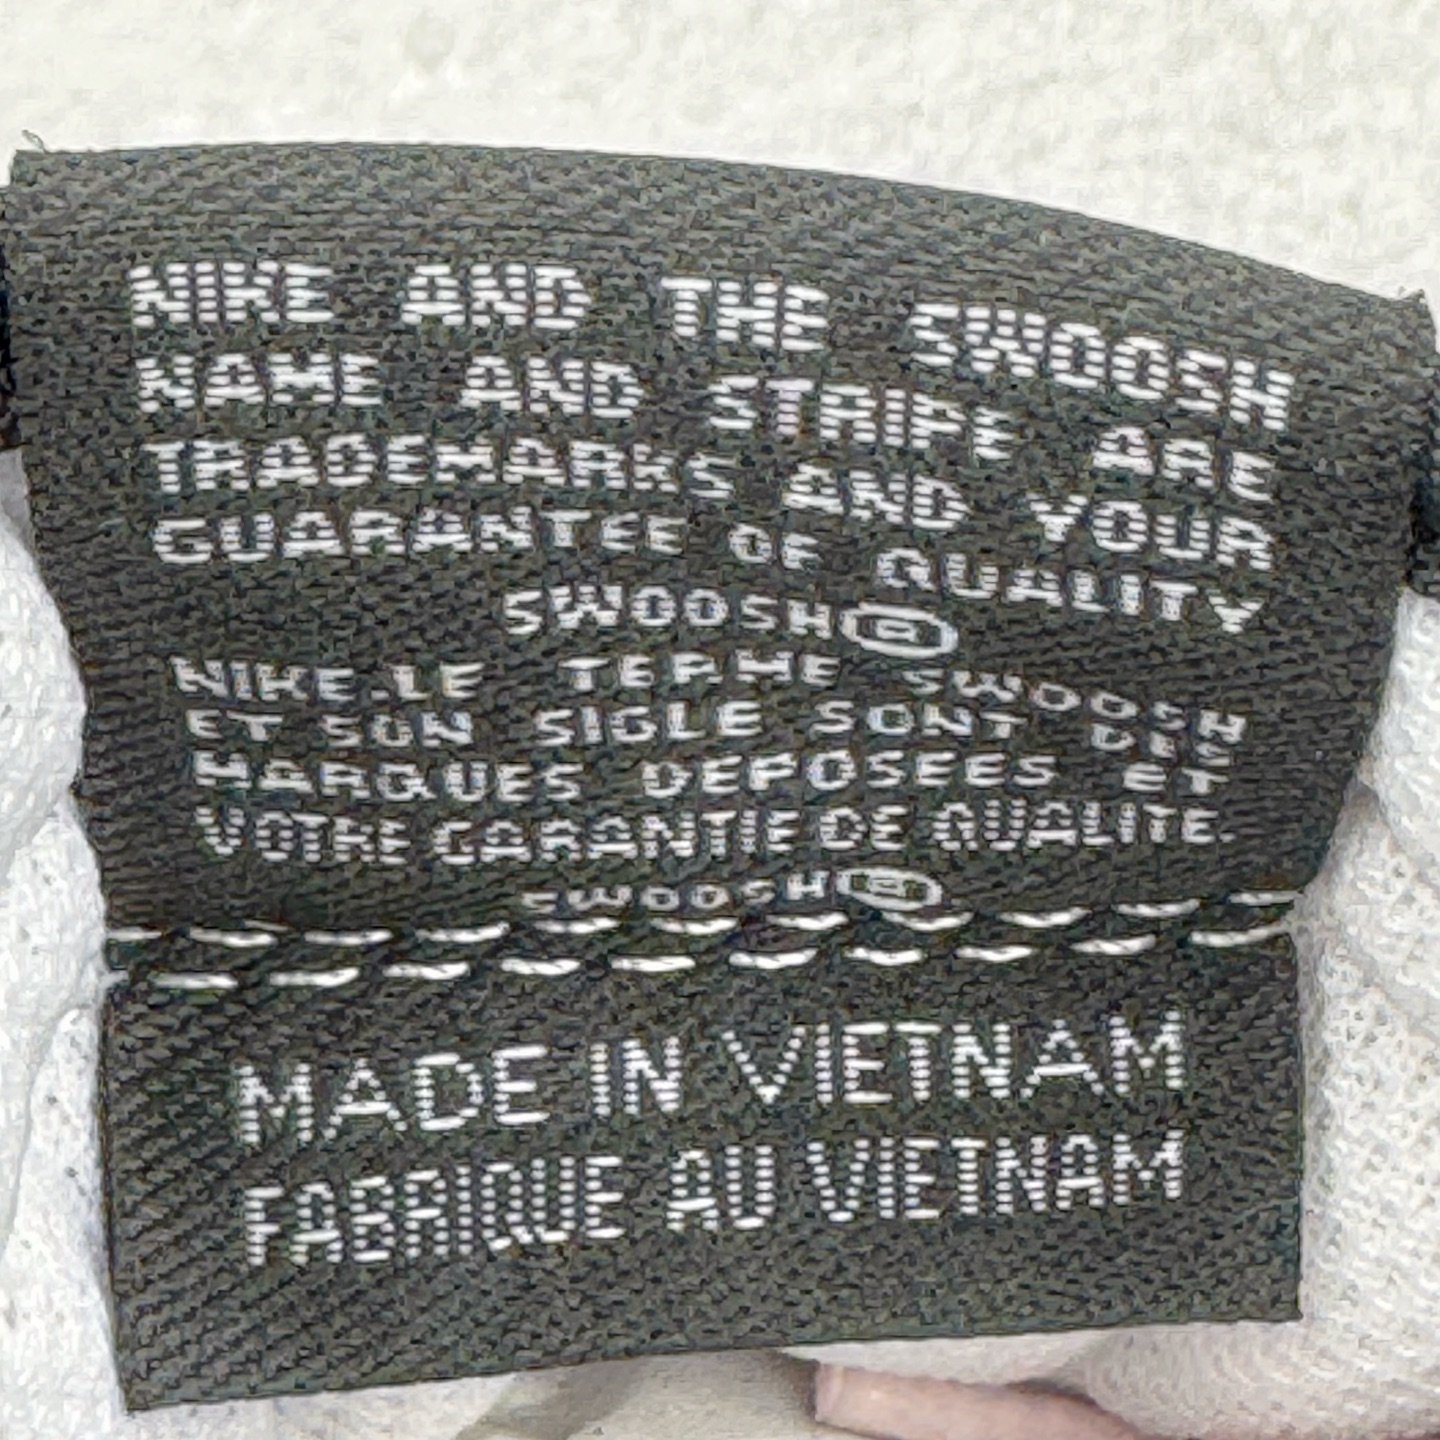 NIKE AND THE SWOOSH
NAME AND STRIPE ARE
TRADEMARKS AND YOUR
GUARANTEE OF QUALITY
SWOOSH®
NIKE.LE TERME SWOOSH
ET SON SIGLE SONT DES
MARQUES DEPOSEES ET
VOTRE GARANTIE DE QUALITE.
SWOOSH®
MADE IN VIETNAM
FABRIQUE AU VIETNAM